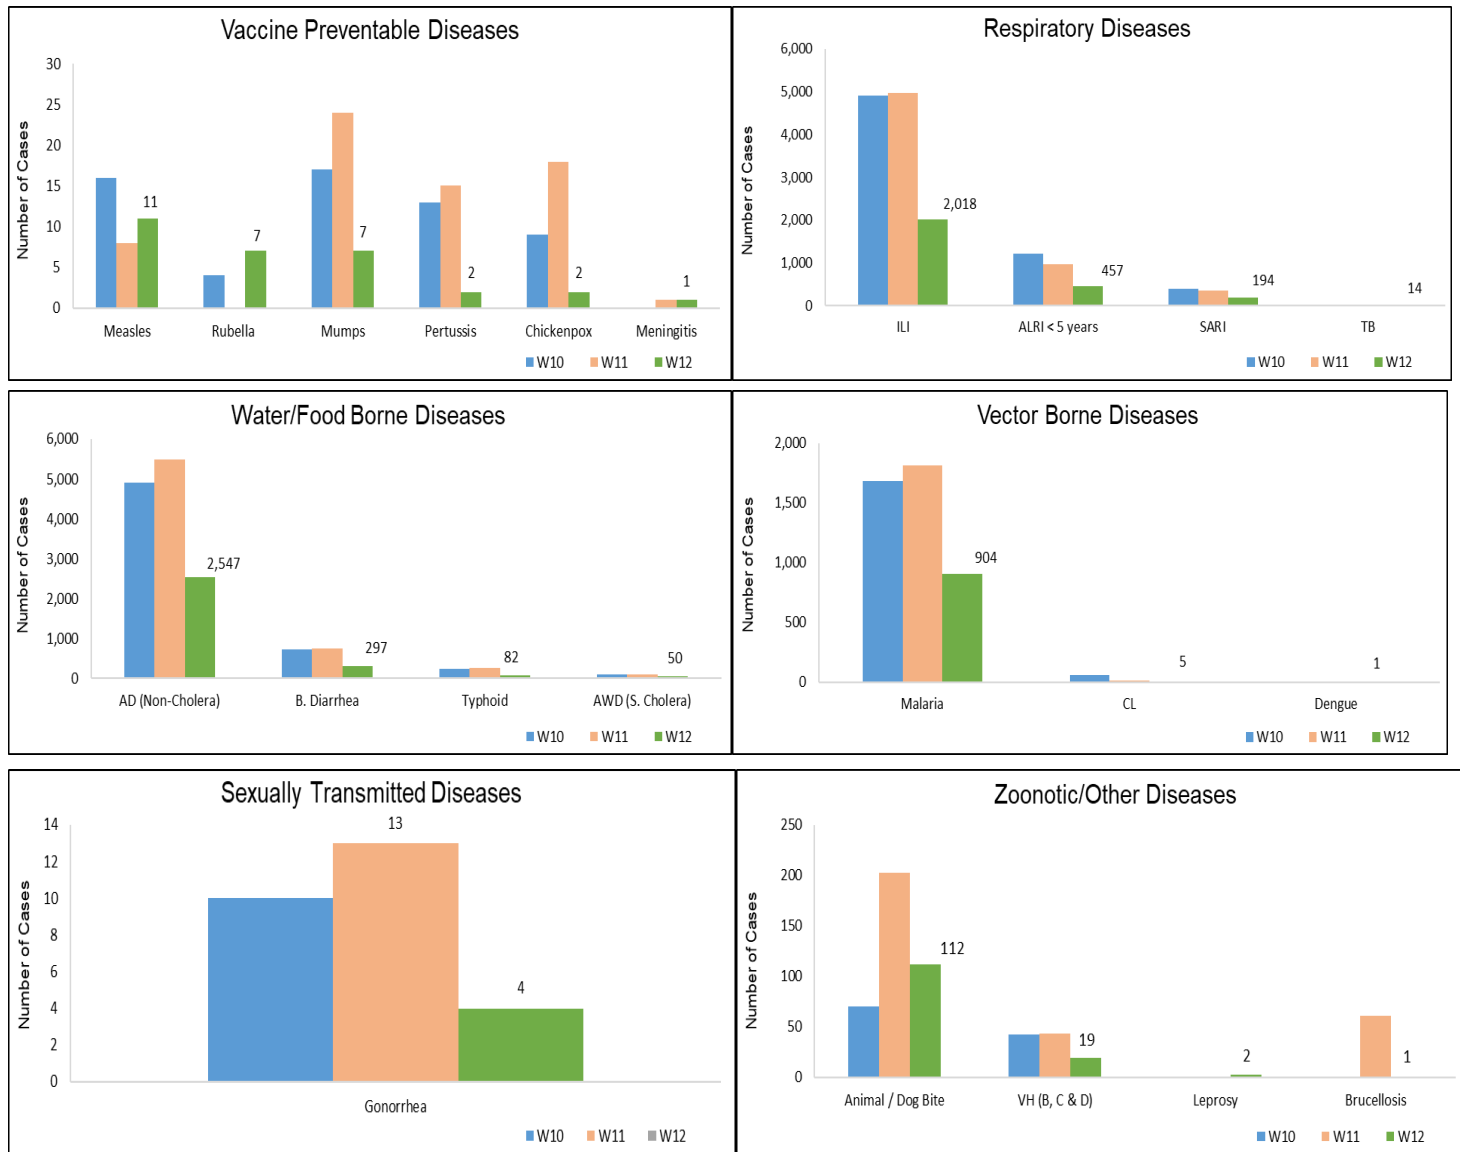 Vaccine Preventable Diseases
Number of Cases
30
25
20
15
10
5
0
11
7
7
2
2
1
Measles Rubella Mumps Pertussis Chickenpox Meningitis
W10 W11 W12
Respiratory Diseases
Number of Cases
6,000
5,000
4,000
3,000
2,000
1,000
0
2,018
457
194
14
ILI ALRI < 5 years SARI TB
W10 W11 W12
Water/Food Borne Diseases
Number of Cases
6,000
5,000
4,000
3,000
2,000
1,000
0
2,547
297
82
50
AD (Non-Cholera) B. Diarrhea Typhoid AWD (S. Cholera)
W10 W11 W12
Vector Borne Diseases
Number of Cases
2,000
1,500
1,000
500
0
904
5
1
Malaria CL Dengue
W10 W11 W12
Sexually Transmitted Diseases
Number of Cases
14
12
10
8
6
4
2
0
13
4
Gonorrhea
W10 W11 W12
Zoonotic/Other Diseases
Number of Cases
250
200
150
100
50
0
112
19
2
1
Animal / Dog Bite VH (B, C & D) Leprosy Brucellosis
W10 W11 W12